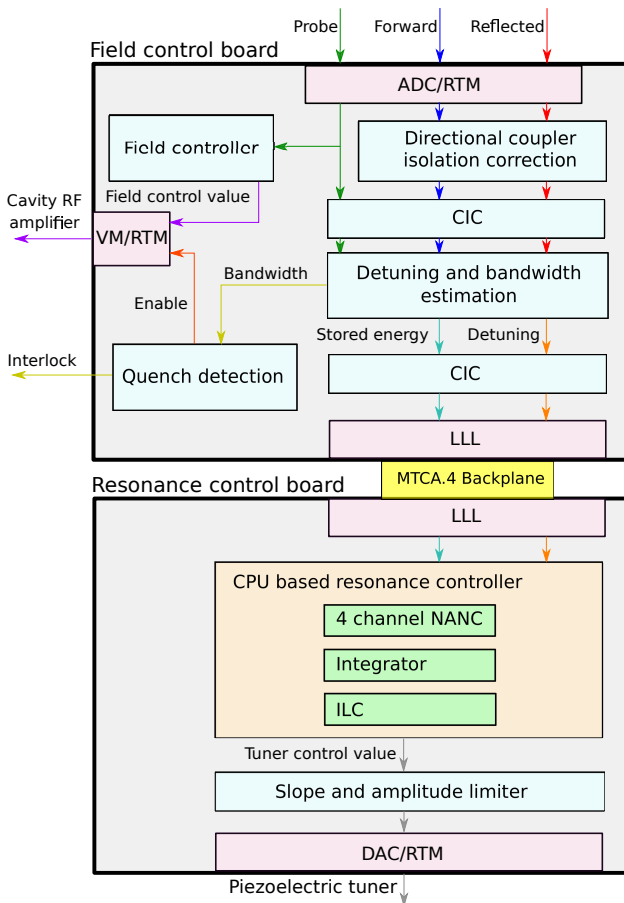 Probe
Forward
Reflected
Field control board
ADC/RTM
Field controller
Directional coupler
isolation correction
Field control value
Cavity RF
amplifier
VM/RTM
CIC
Bandwidth
Detuning and bandwidth
estimation
Enable
Stored energy
Detuning
Interlock
Quench detection
CIC
LLL
MTCA.4 Backplane
Resonance control board
LLL
CPU based resonance controller
4 channel NANC
Integrator
ILC
Tuner control value
Slope and amplitude limiter
DAC/RTM
Piezoelectric tuner